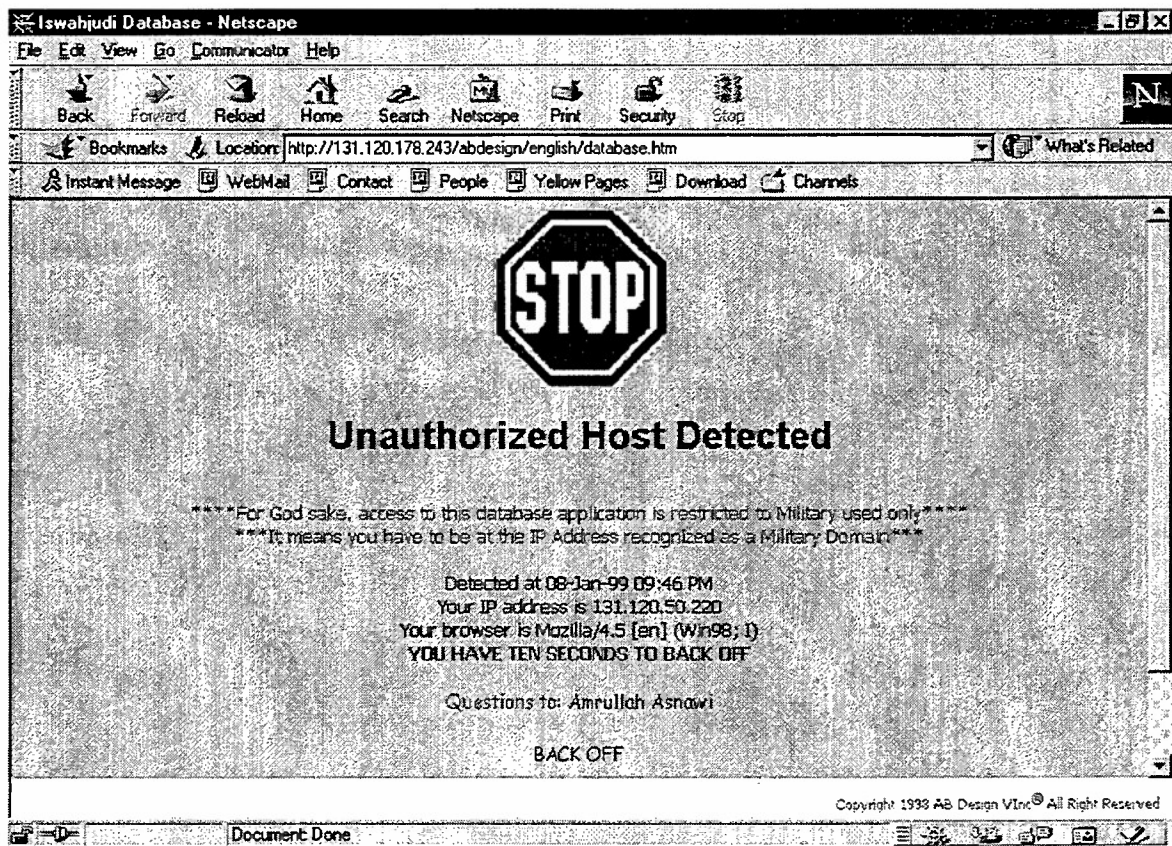 Iswahjudi Database - Netscape
File Edit View Go Communicator Help
Back Forward Reload Home Search Netscape Print Security Stop
N
Bookmarks Location: http://131.120.178.243/abdesign/english/database.htm What's Related
Instant Message WebMail Contact People Yellow Pages Download Channels
STOP
Unauthorized Host Detected
****For God sake, access to this database application is restricted to Military used only****
***It means you have to be at the IP Address recognized as a Military Domain***
Detected at 08-Jan-99 09:46 PM
Your IP address is 131.120.50.220
Your browser is Mozilla/4.5 [en] (Win98; I)
YOU HAVE TEN SECONDS TO BACK OFF
Questions to: Amrullah Asnawi
BACK OFF
Copyright 1998 AB Design VInc® All Right Reserved
Document: Done